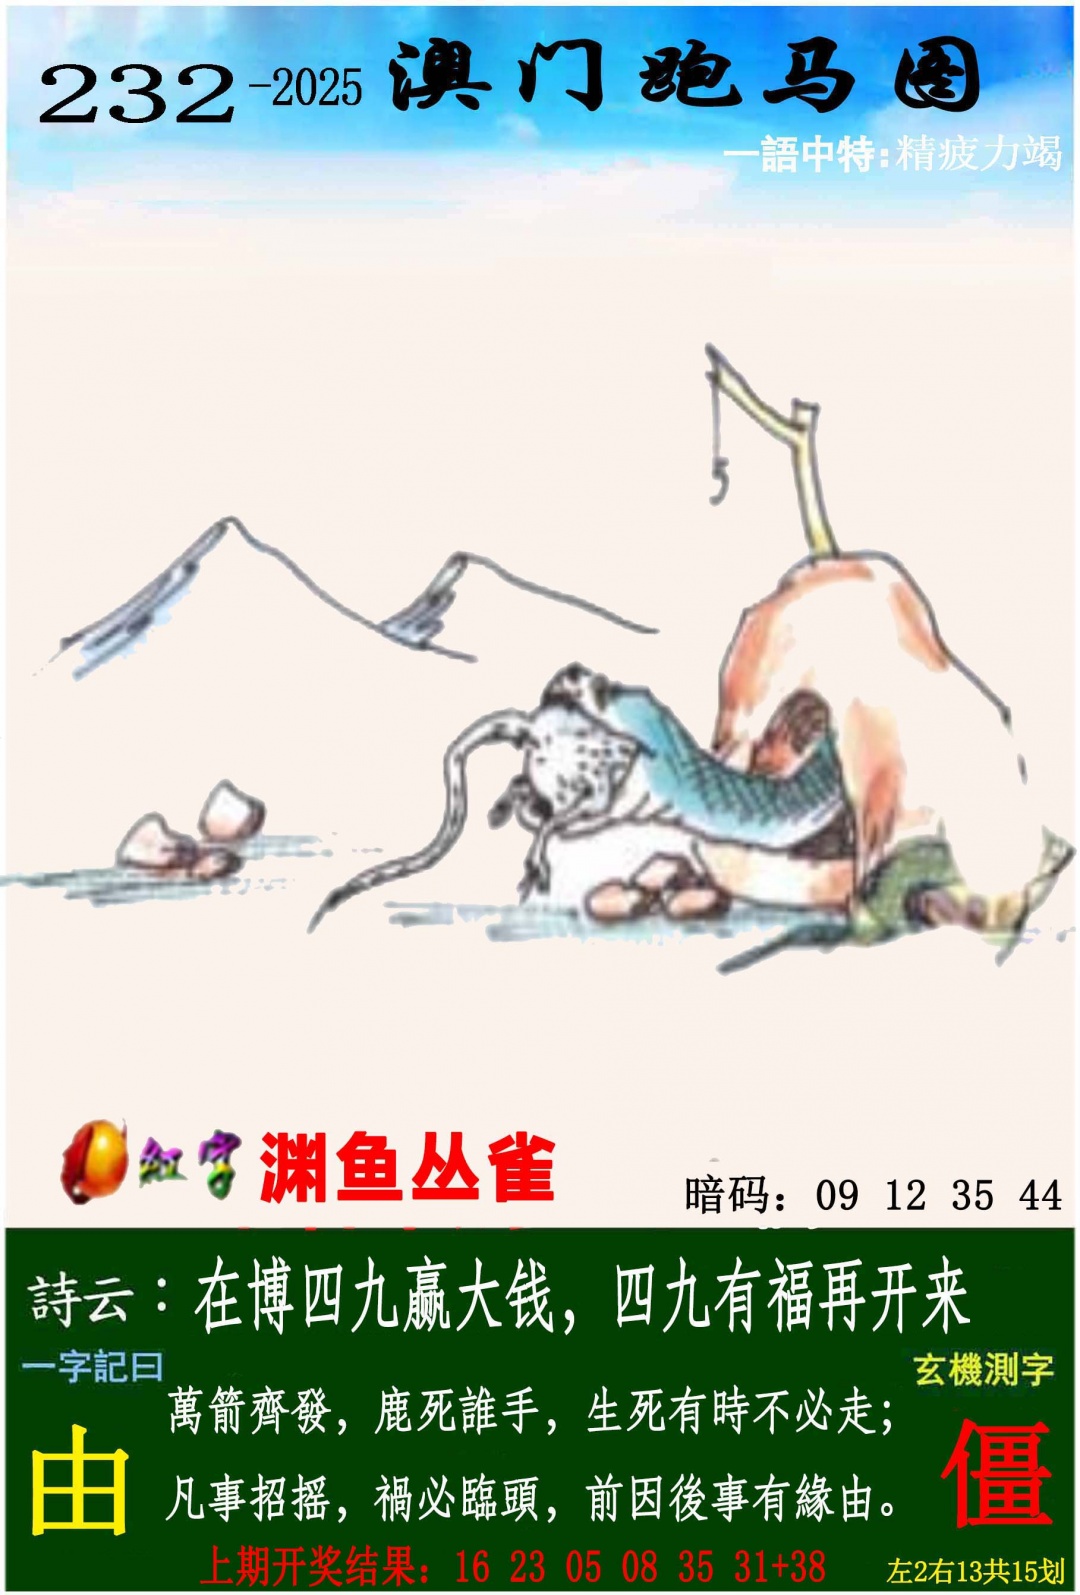 232-2025 澳门跑马图
一語中特:精疲力竭
红字 渊鱼丛雀
暗码：09 12 35 44
詩云：在博四九赢大钱，四九有福再开来
一字記曰
玄機測字
萬箭齊發，鹿死誰手，生死有時不必走；
由
僵
凡事招摇，禍必臨頭，前因後事有緣由。
上期开奖结果：16 23 05 08 35 31+38
左2右13共15划